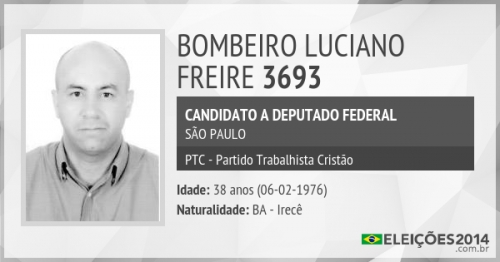 BOMBEIRO LUCIANO
FREIRE 3693
CANDIDATO A DEPUTADO FEDERAL
SÃO PAULO
PTC - Partido Trabalhista Cristão
Idade: 38 anos (06-02-1976)
Naturalidade: BA - Irecê
ELEIÇÕES2014
.com.br